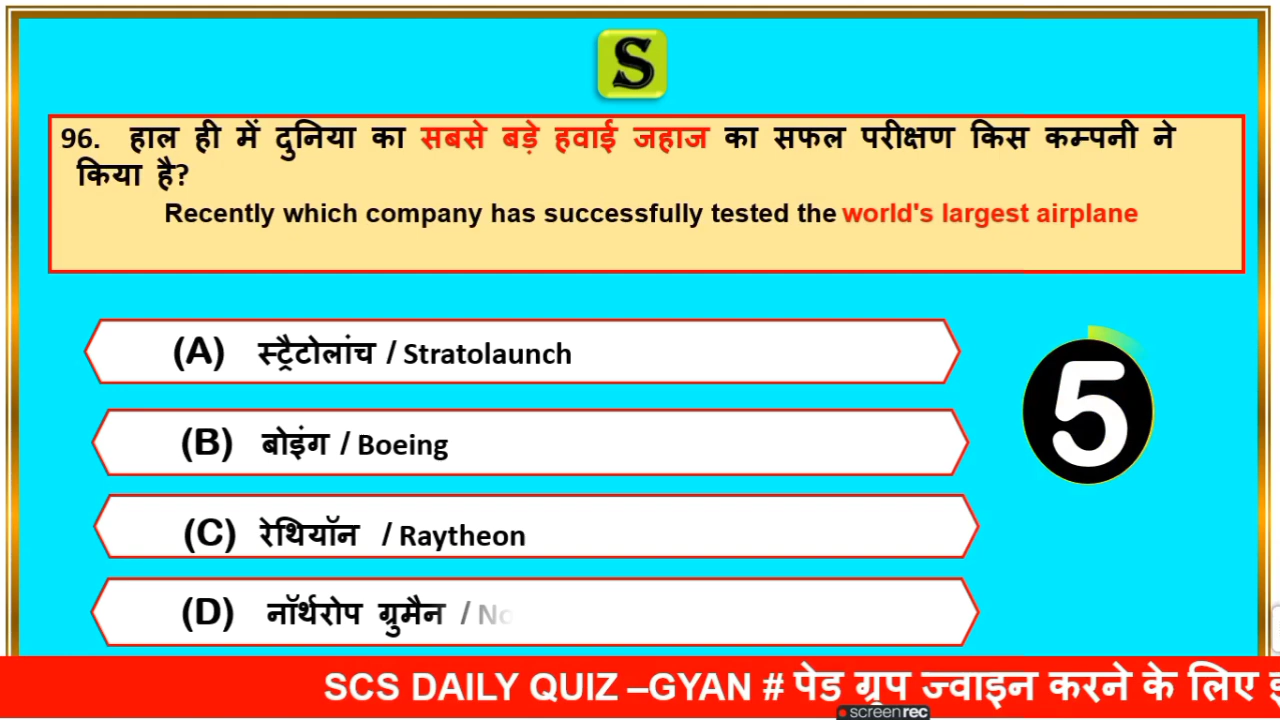 S
96. हाल ही में दुनिया का सबसे बड़े हवाई जहाज का सफल परीक्षण किस कम्पनी ने
किया है?
Recently which company has successfully tested the world's largest airplane
(A) स्ट्रैटोलांच / Stratolaunch
5
(B) बोइंग / Boeing
(C) रेथियॉन / Raytheon
(D) नॉर्थरोप ग्रुमैन / No
SCS DAILY QUIZ –GYAN # पेड ग्रूप ज्वाइन करने के लिए
screenrec